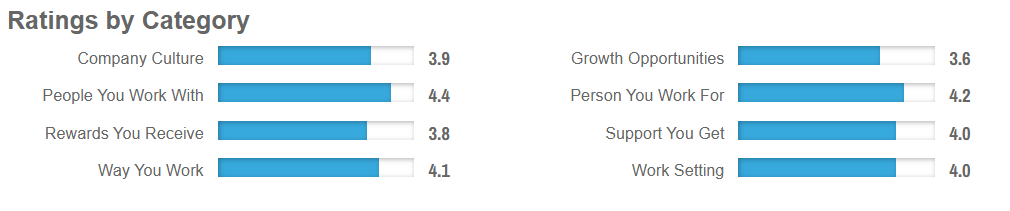 Ratings by Category
Company Culture 3.9
People You Work With 4.4
Rewards You Receive 3.8
Way You Work 4.1
Growth Opportunities 3.6
Person You Work For 4.2
Support You Get 4.0
Work Setting 4.0